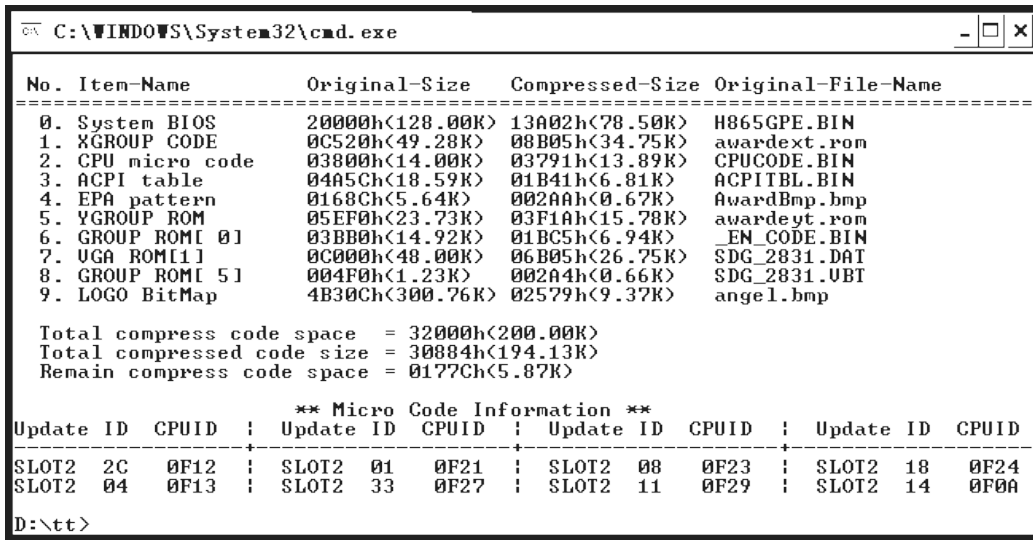 C:\WINDOWS\System32\cmd.exe
No. Item-Name Original-Size Compressed-Size Original-File-Name
================================================================================
0. System BIOS 20000h(128.00K) 13A02h(78.50K) H865GPE.BIN
1. XGROUP CODE 0C520h(49.28K) 08B05h(34.75K) awardext.rom
2. CPU micro code 03800h(14.00K) 03791h(13.89K) CPUCODE.BIN
3. ACPI table 04A5Ch(18.59K) 01B41h(6.81K) ACPITBL.BIN
4. EPA pattern 0168Ch(5.64K) 002AAh(0.67K) AwardBmp.bmp
5. YGROUP ROM 05EF0h(23.73K) 03F1Ah(15.78K) awardeyt.rom
6. GROUP ROM[ 0] 03BB0h(14.92K) 01BC5h(6.94K) _EN_CODE.BIN
7. VGA ROM[1] 0C000h(48.00K) 06B05h(26.75K) SDG_2831.DAT
8. GROUP ROM[ 5] 004F0h(1.23K) 002A4h(0.66K) SDG_2831.VBT
9. LOGO BitMap 4B30Ch(300.76K) 02579h(9.37K) angel.bmp
Total compress code space = 32000h(200.00K)
Total compressed code size = 30884h(194.13K)
Remain compress code space = 0177Ch(5.87K)
** Micro Code Information **
Update ID CPUID | Update ID CPUID | Update ID CPUID | Update ID CPUID
------------------+--------------------+--------------------+-------------------
SLOT2 2C 0F12 | SLOT2 01 0F21 | SLOT2 08 0F23 | SLOT2 18 0F24
SLOT2 04 0F13 | SLOT2 33 0F27 | SLOT2 11 0F29 | SLOT2 14 0F0A
D:\tt>